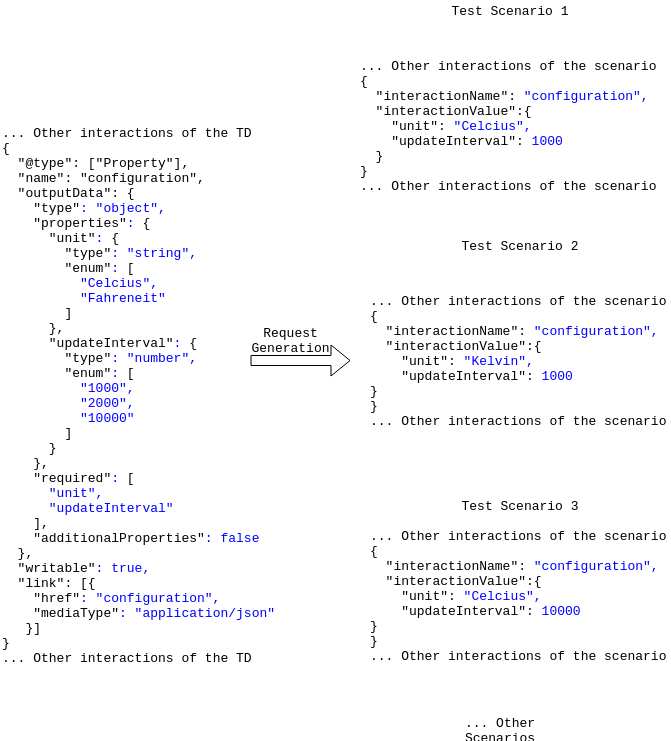 ... Other interactions of the TD
{
  "@type": ["Property"],
  "name": "configuration",
  "outputData": {
    "type": "object",
    "properties": {
      "unit": {
        "type": "string",
        "enum": [
          "Celcius",
          "Fahreneit"
        ]
      },
      "updateInterval": {
        "type": "number",
        "enum": [
          "1000",
          "2000",
          "10000"
        ]
      }
    },
    "required": [
      "unit",
      "updateInterval"
    ],
    "additionalProperties": false
  },
  "writable": true,
  "link": [{
    "href": "configuration",
    "mediaType": "application/json"
   }]
}
... Other interactions of the TD
Request
Generation
Test Scenario 1
... Other interactions of the scenario
{
  "interactionName": "configuration",
  "interactionValue":{
    "unit": "Celcius",
    "updateInterval": 1000
  }
}
... Other interactions of the scenario
Test Scenario 2
... Other interactions of the scenario
{
  "interactionName": "configuration",
  "interactionValue":{
    "unit": "Kelvin",
    "updateInterval": 1000
}
}
... Other interactions of the scenario
Test Scenario 3
... Other interactions of the scenario
{
  "interactionName": "configuration",
  "interactionValue":{
    "unit": "Celcius",
    "updateInterval": 10000
}
}
... Other interactions of the scenario
... Other
Scenarios